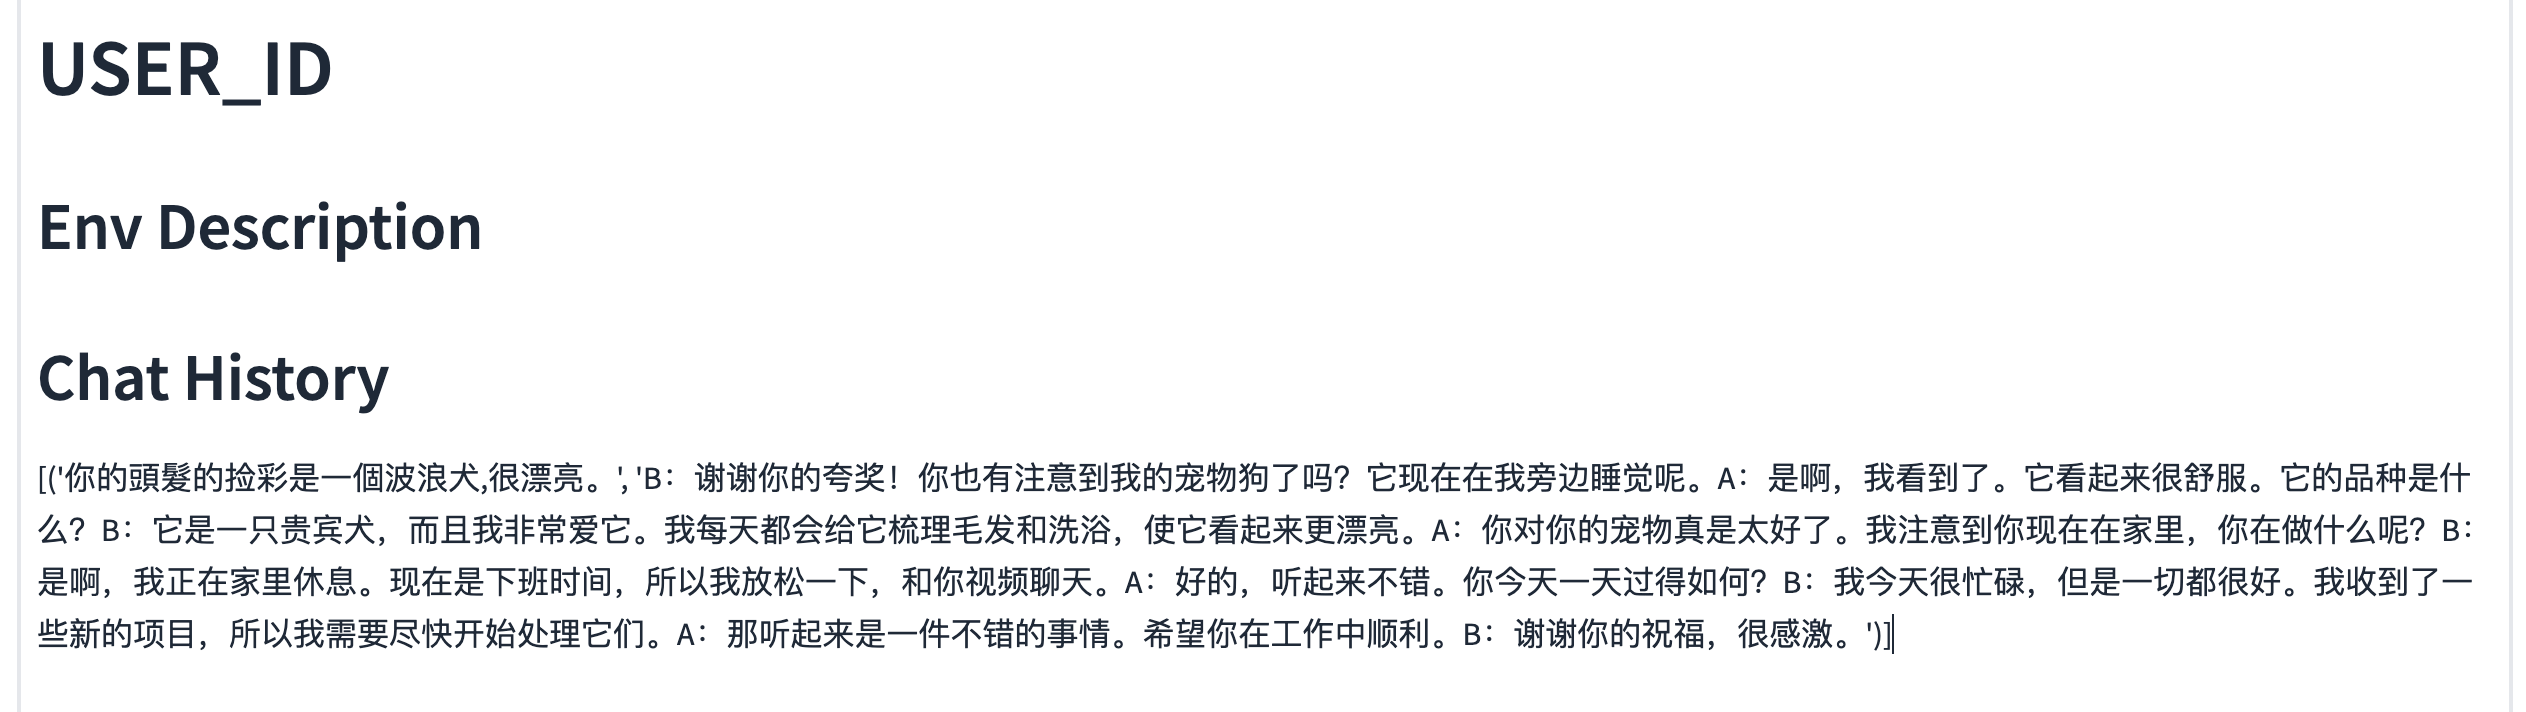 USER_ID
Env Description
Chat History
[('你的頭髮的捡彩是一個波浪犬,很漂亮。', 'B：谢谢你的夸奖！你也有注意到我的宠物狗了吗？它现在在我旁边睡觉呢。A：是啊，我看到了。它看起来很舒服。它的品种是什
么？B：它是一只贵宾犬，而且我非常爱它。我每天都会给它梳理毛发和洗浴，使它看起来更漂亮。A：你对你的宠物真是太好了。我注意到你现在在家里，你在做什么呢？B：
是啊，我正在家里休息。现在是下班时间，所以我放松一下，和你视频聊天。A：好的，听起来不错。你今天一天过得如何？B：我今天很忙碌，但是一切都很好。我收到了一
些新的项目，所以我需要尽快开始处理它们。A：那听起来是一件不错的事情。希望你在工作中顺利。B：谢谢你的祝福，很感激。')]